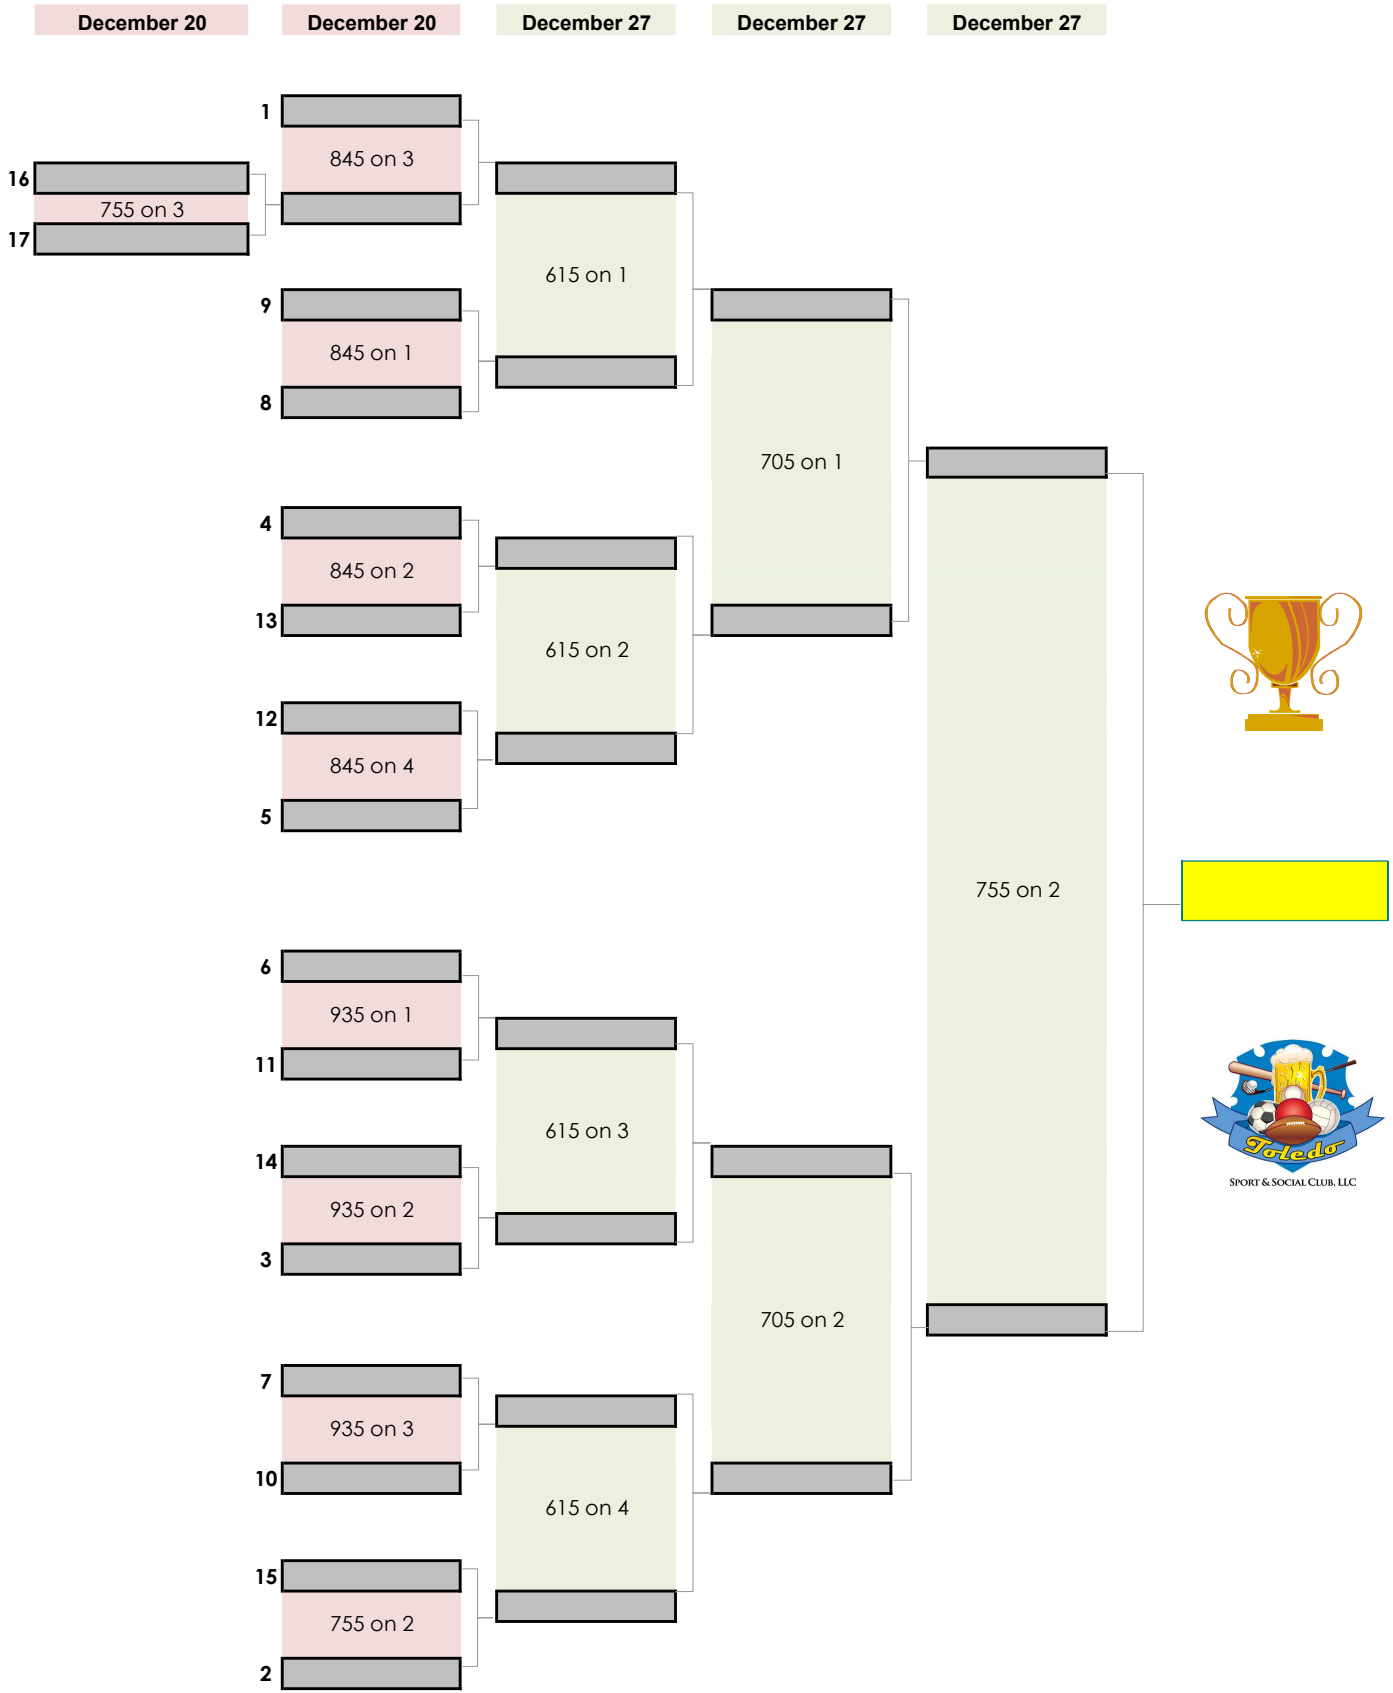 December 20 December 20 December 27 December 27 December 27
1
845 on 3
16
755 on 3
17
615 on 1
9
845 on 1
8
705 on 1
4
845 on 2
13
615 on 2
12
845 on 4
5
755 on 2
6
935 on 1
11
615 on 3
14
935 on 2
3
Toledo
SPORT & SOCIAL CLUB, LLC
705 on 2
7
935 on 3
10
615 on 4
15
755 on 2
2